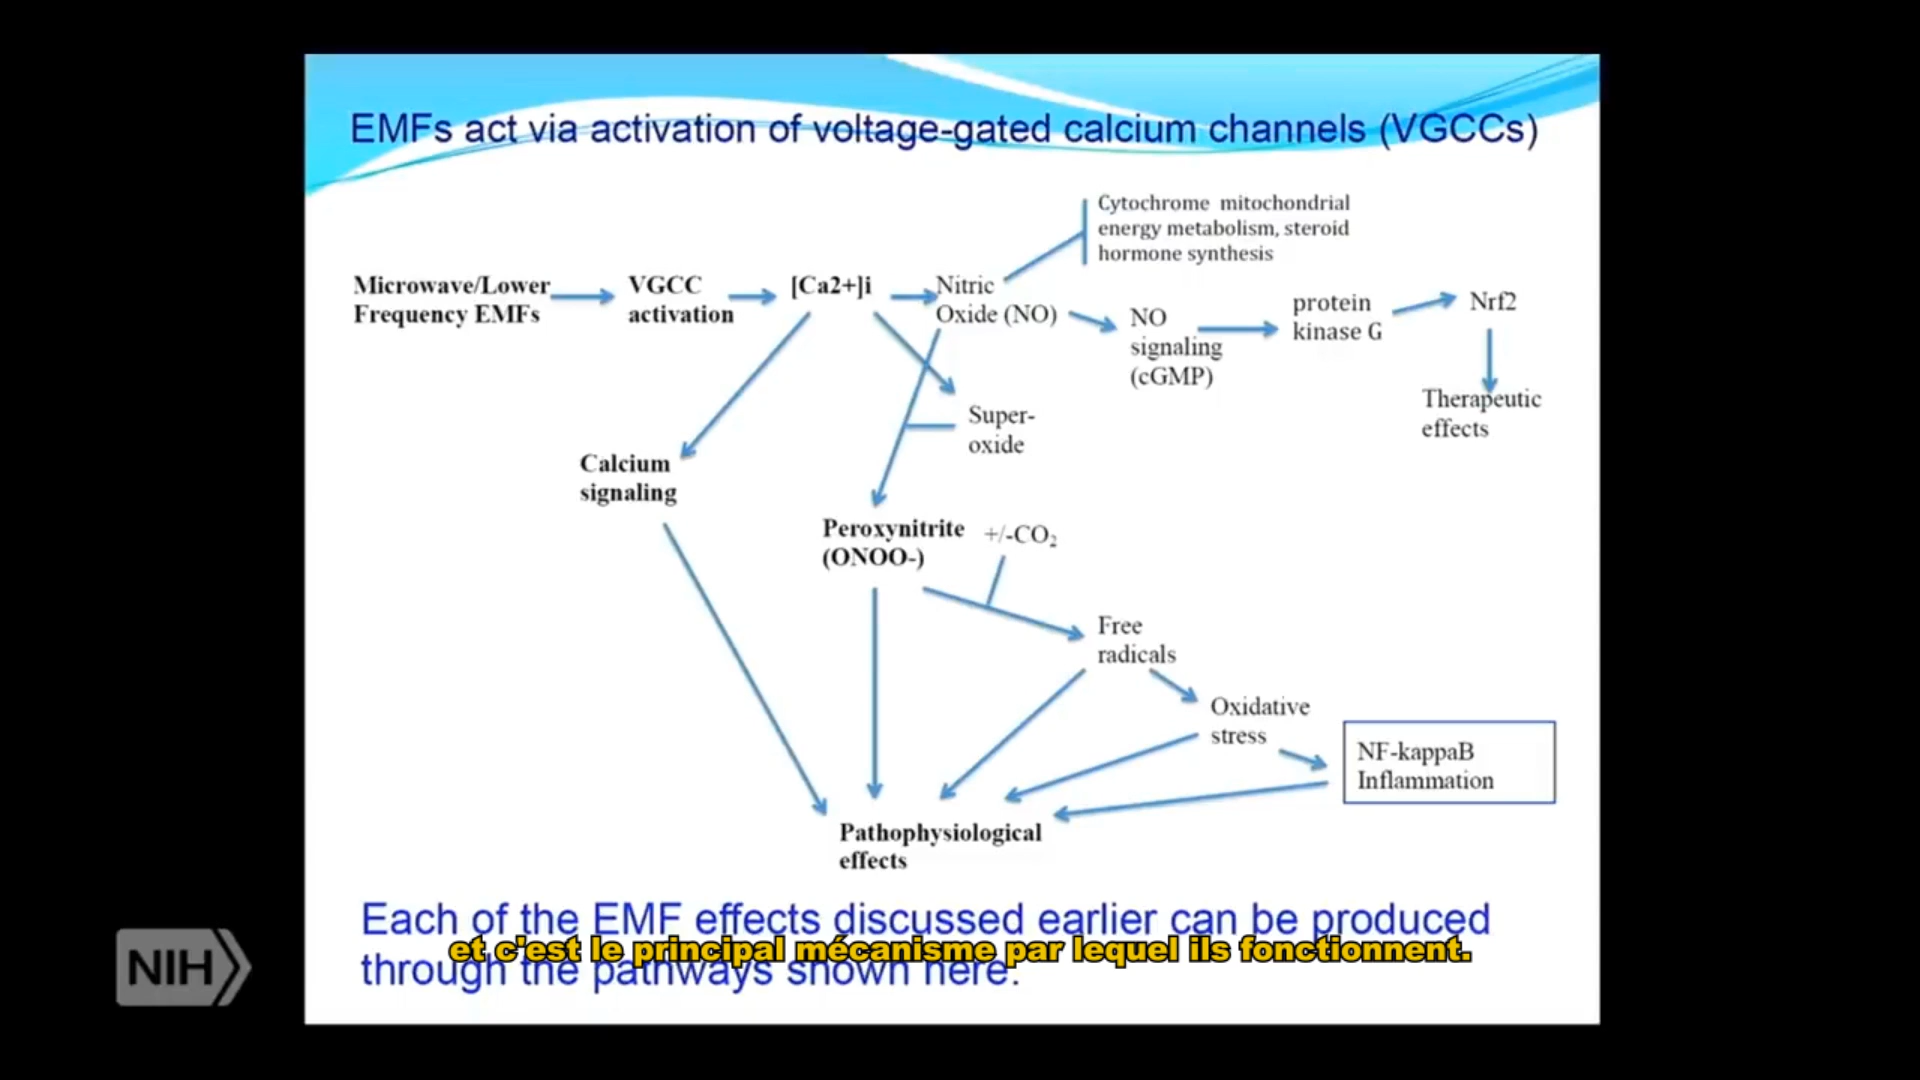 EMFs act via activation of voltage-gated calcium channels (VGCCs)
Cytochrome mitochondrial
energy metabolism, steroid
hormone synthesis
Microwave/Lower
Frequency EMFs
VGCC
activation
[Ca2+]i
Nitric
Oxide (NO)
NO
signaling
(cGMP)
protein
kinase G
Nrf2
Therapeutic
effects
Super-
oxide
Calcium
signaling
Peroxynitrite
(ONOO-)
+/-CO₂
Free
radicals
Oxidative
stress
NF-kappaB
Inflammation
Pathophysiological
effects
Each of the EMF effects discussed earlier can be produced
through the pathways shown here.
et c'est le principal mécanisme par lequel ils fonctionnent.
NIH